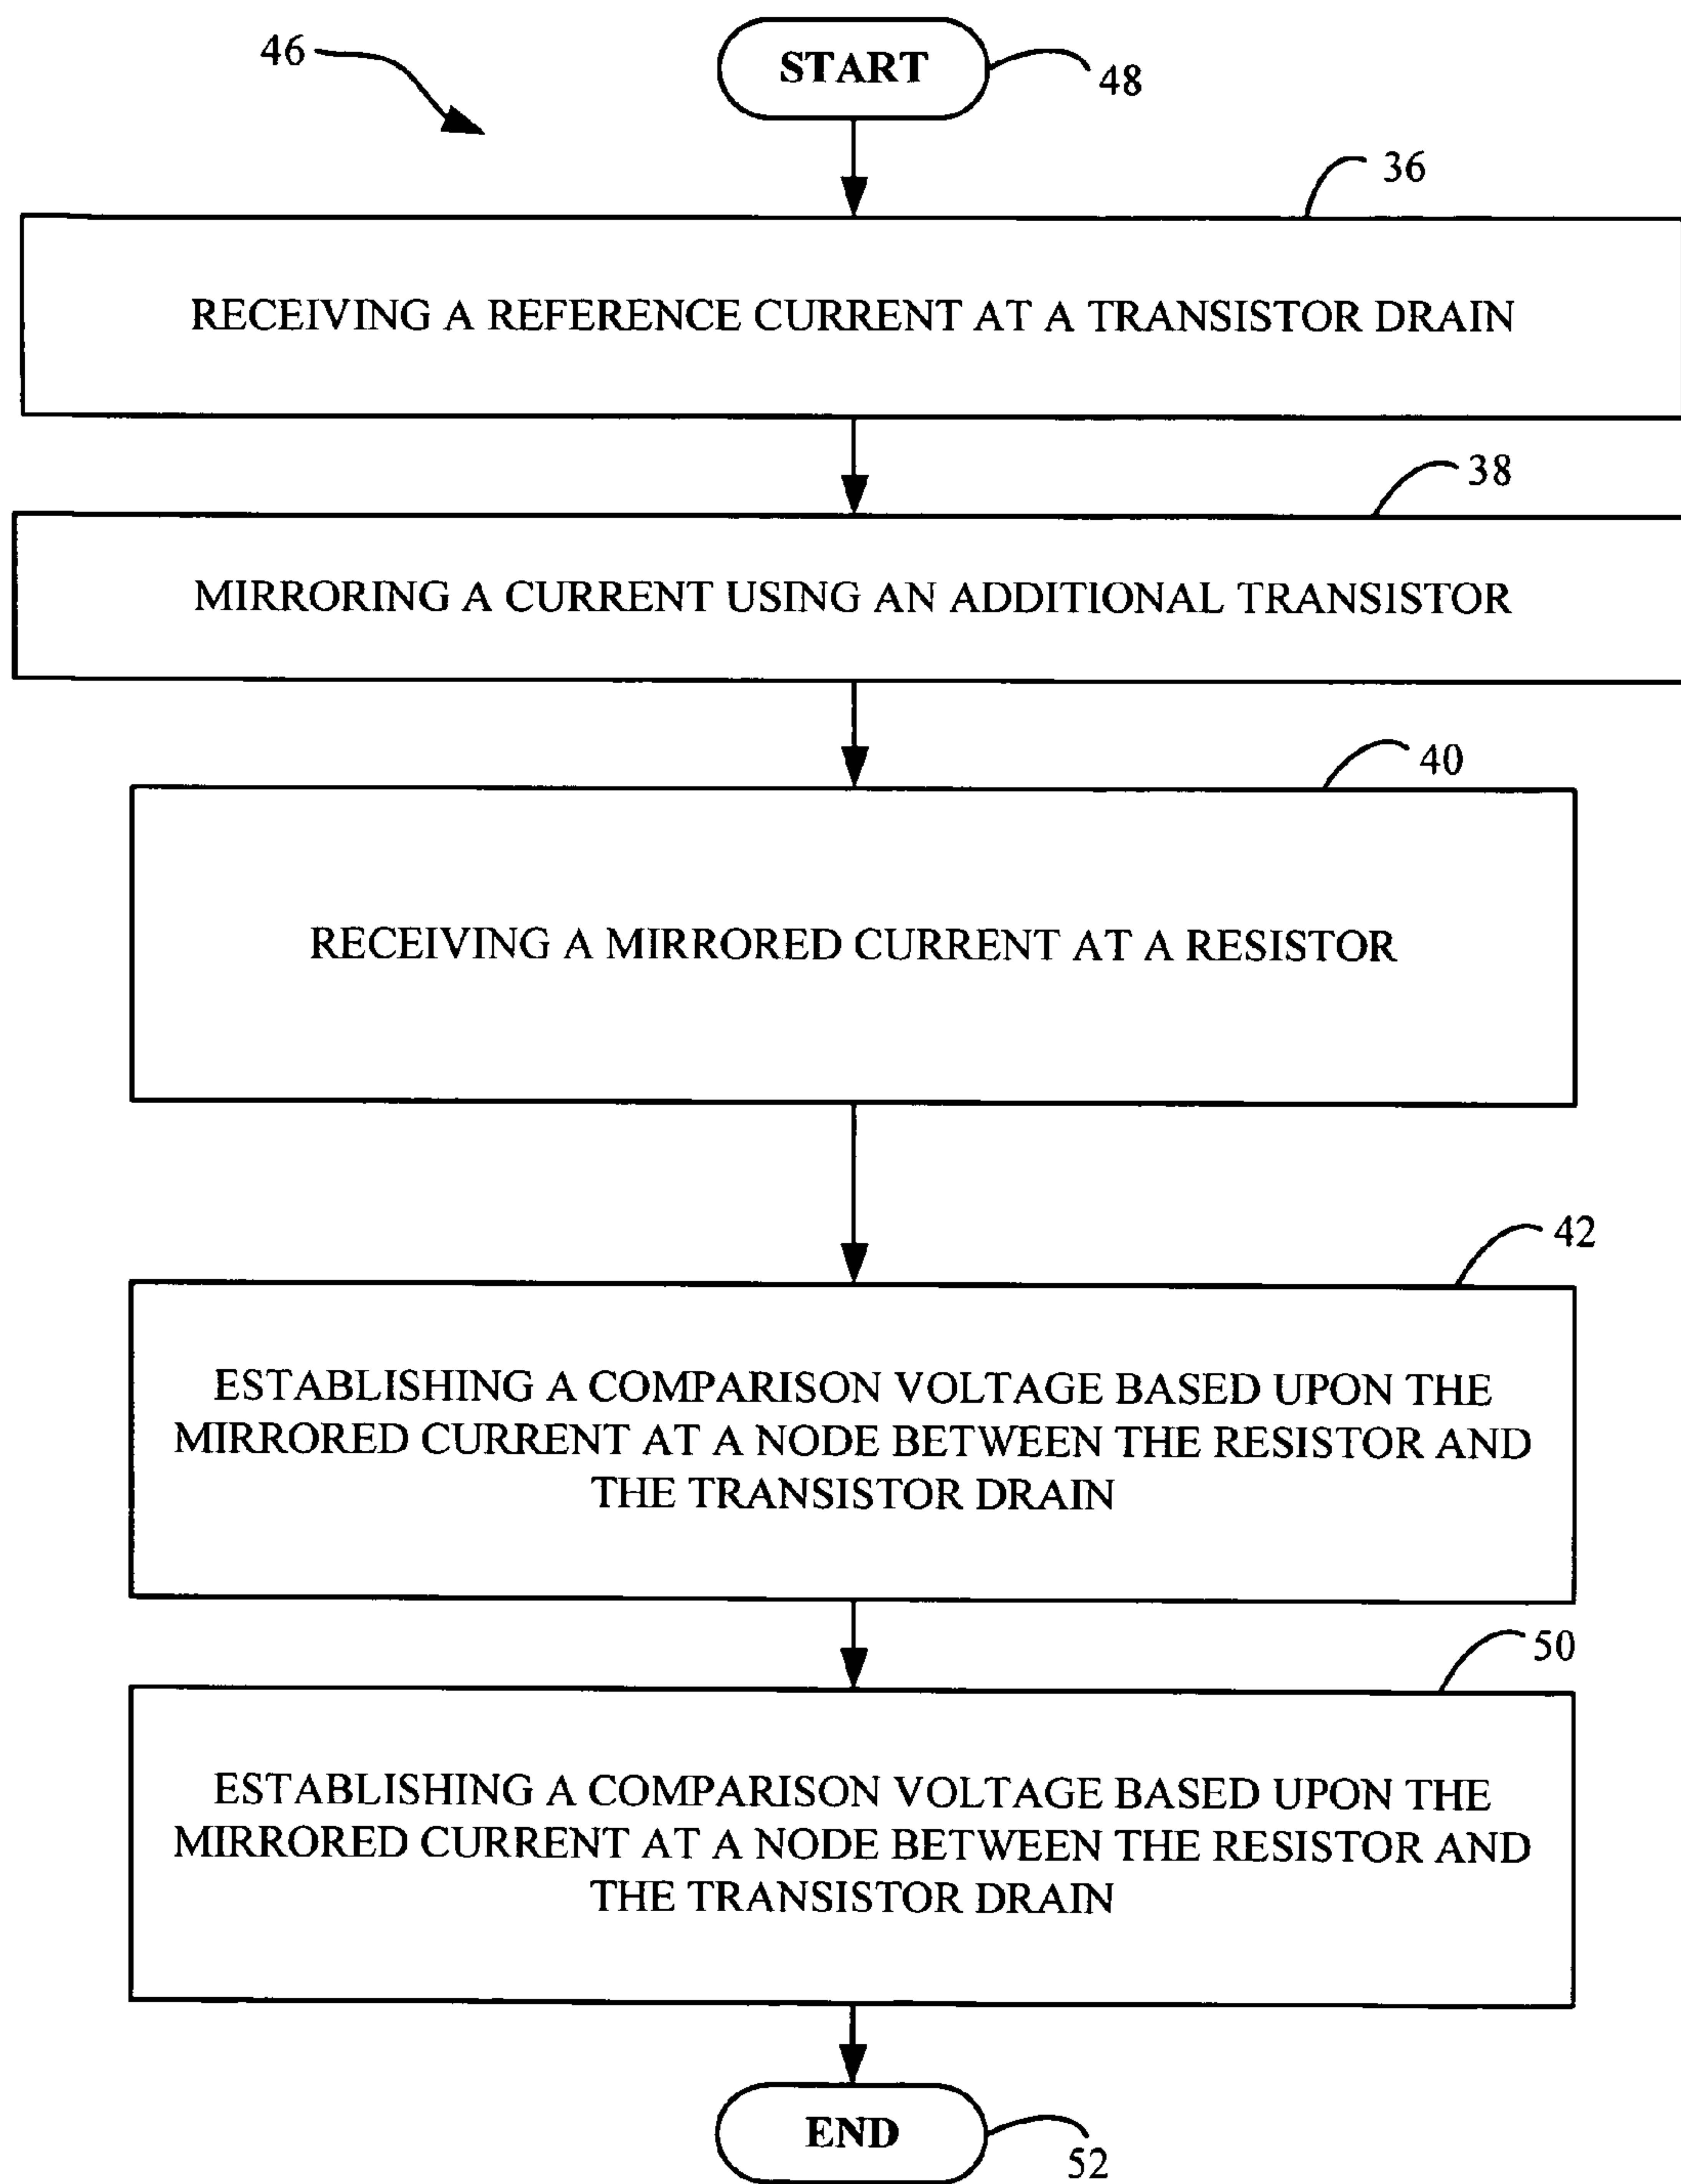 46
START
48
36
RECEIVING A REFERENCE CURRENT AT A TRANSISTOR DRAIN
38
MIRRORING A CURRENT USING AN ADDITIONAL TRANSISTOR
40
RECEIVING A MIRRORED CURRENT AT A RESISTOR
42
ESTABLISHING A COMPARISON VOLTAGE BASED UPON THE
MIRRORED CURRENT AT A NODE BETWEEN THE RESISTOR AND
THE TRANSISTOR DRAIN
50
ESTABLISHING A COMPARISON VOLTAGE BASED UPON THE
MIRRORED CURRENT AT A NODE BETWEEN THE RESISTOR AND
THE TRANSISTOR DRAIN
END
52